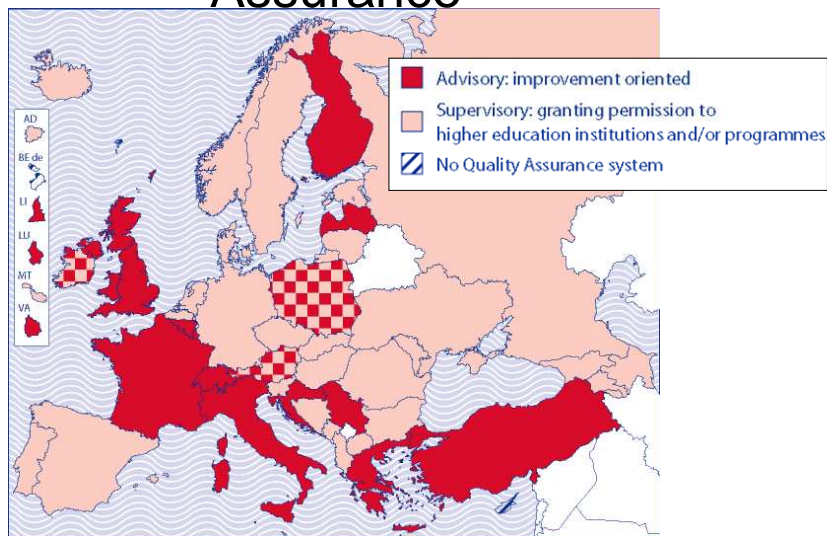 Assurance
Advisory: improvement oriented
Supervisory: granting permission to
higher education institutions and/or programmes
No Quality Assurance system
AD
BE de
LI
LU
MT
VA